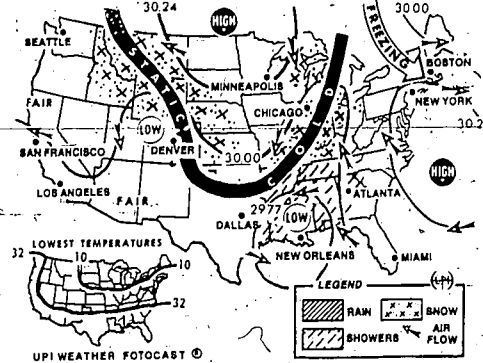 30.24
HIGH
FREEZING
30.00
SEATTLE
STATIC
MINNEAPOLIS
BOSTON
CHICAGO
NEW YORK
FAIR
LOW
30.2
SAN FRANCISCO
DENVER
30.00
COLD
HIGH
LOS ANGELES
FAIR
ATLANTA
29.77
LOW
DALLAS
LOWEST TEMPERATURES
NEW ORLEANS
MIAMI
32
10
10
32
LEGEND
UPI
RAIN
SNOW
SHOWERS
AIR FLOW
UPI WEATHER FOTOCAST ®